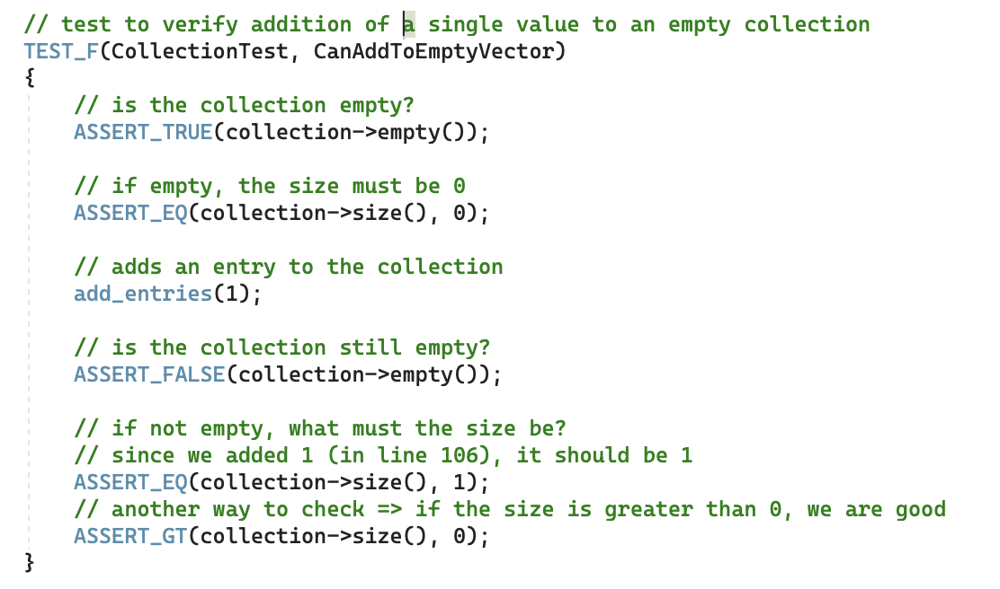 // test to verify addition of a single value to an empty collection
TEST_F(CollectionTest, CanAddToEmptyVector)
{
    // is the collection empty?
    ASSERT_TRUE(collection->empty());

    // if empty, the size must be 0
    ASSERT_EQ(collection->size(), 0);

    // adds an entry to the collection
    add_entries(1);

    // is the collection still empty?
    ASSERT_FALSE(collection->empty());

    // if not empty, what must the size be?
    // since we added 1 (in line 106), it should be 1
    ASSERT_EQ(collection->size(), 1);
    // another way to check => if the size is greater than 0, we are good
    ASSERT_GT(collection->size(), 0);
}